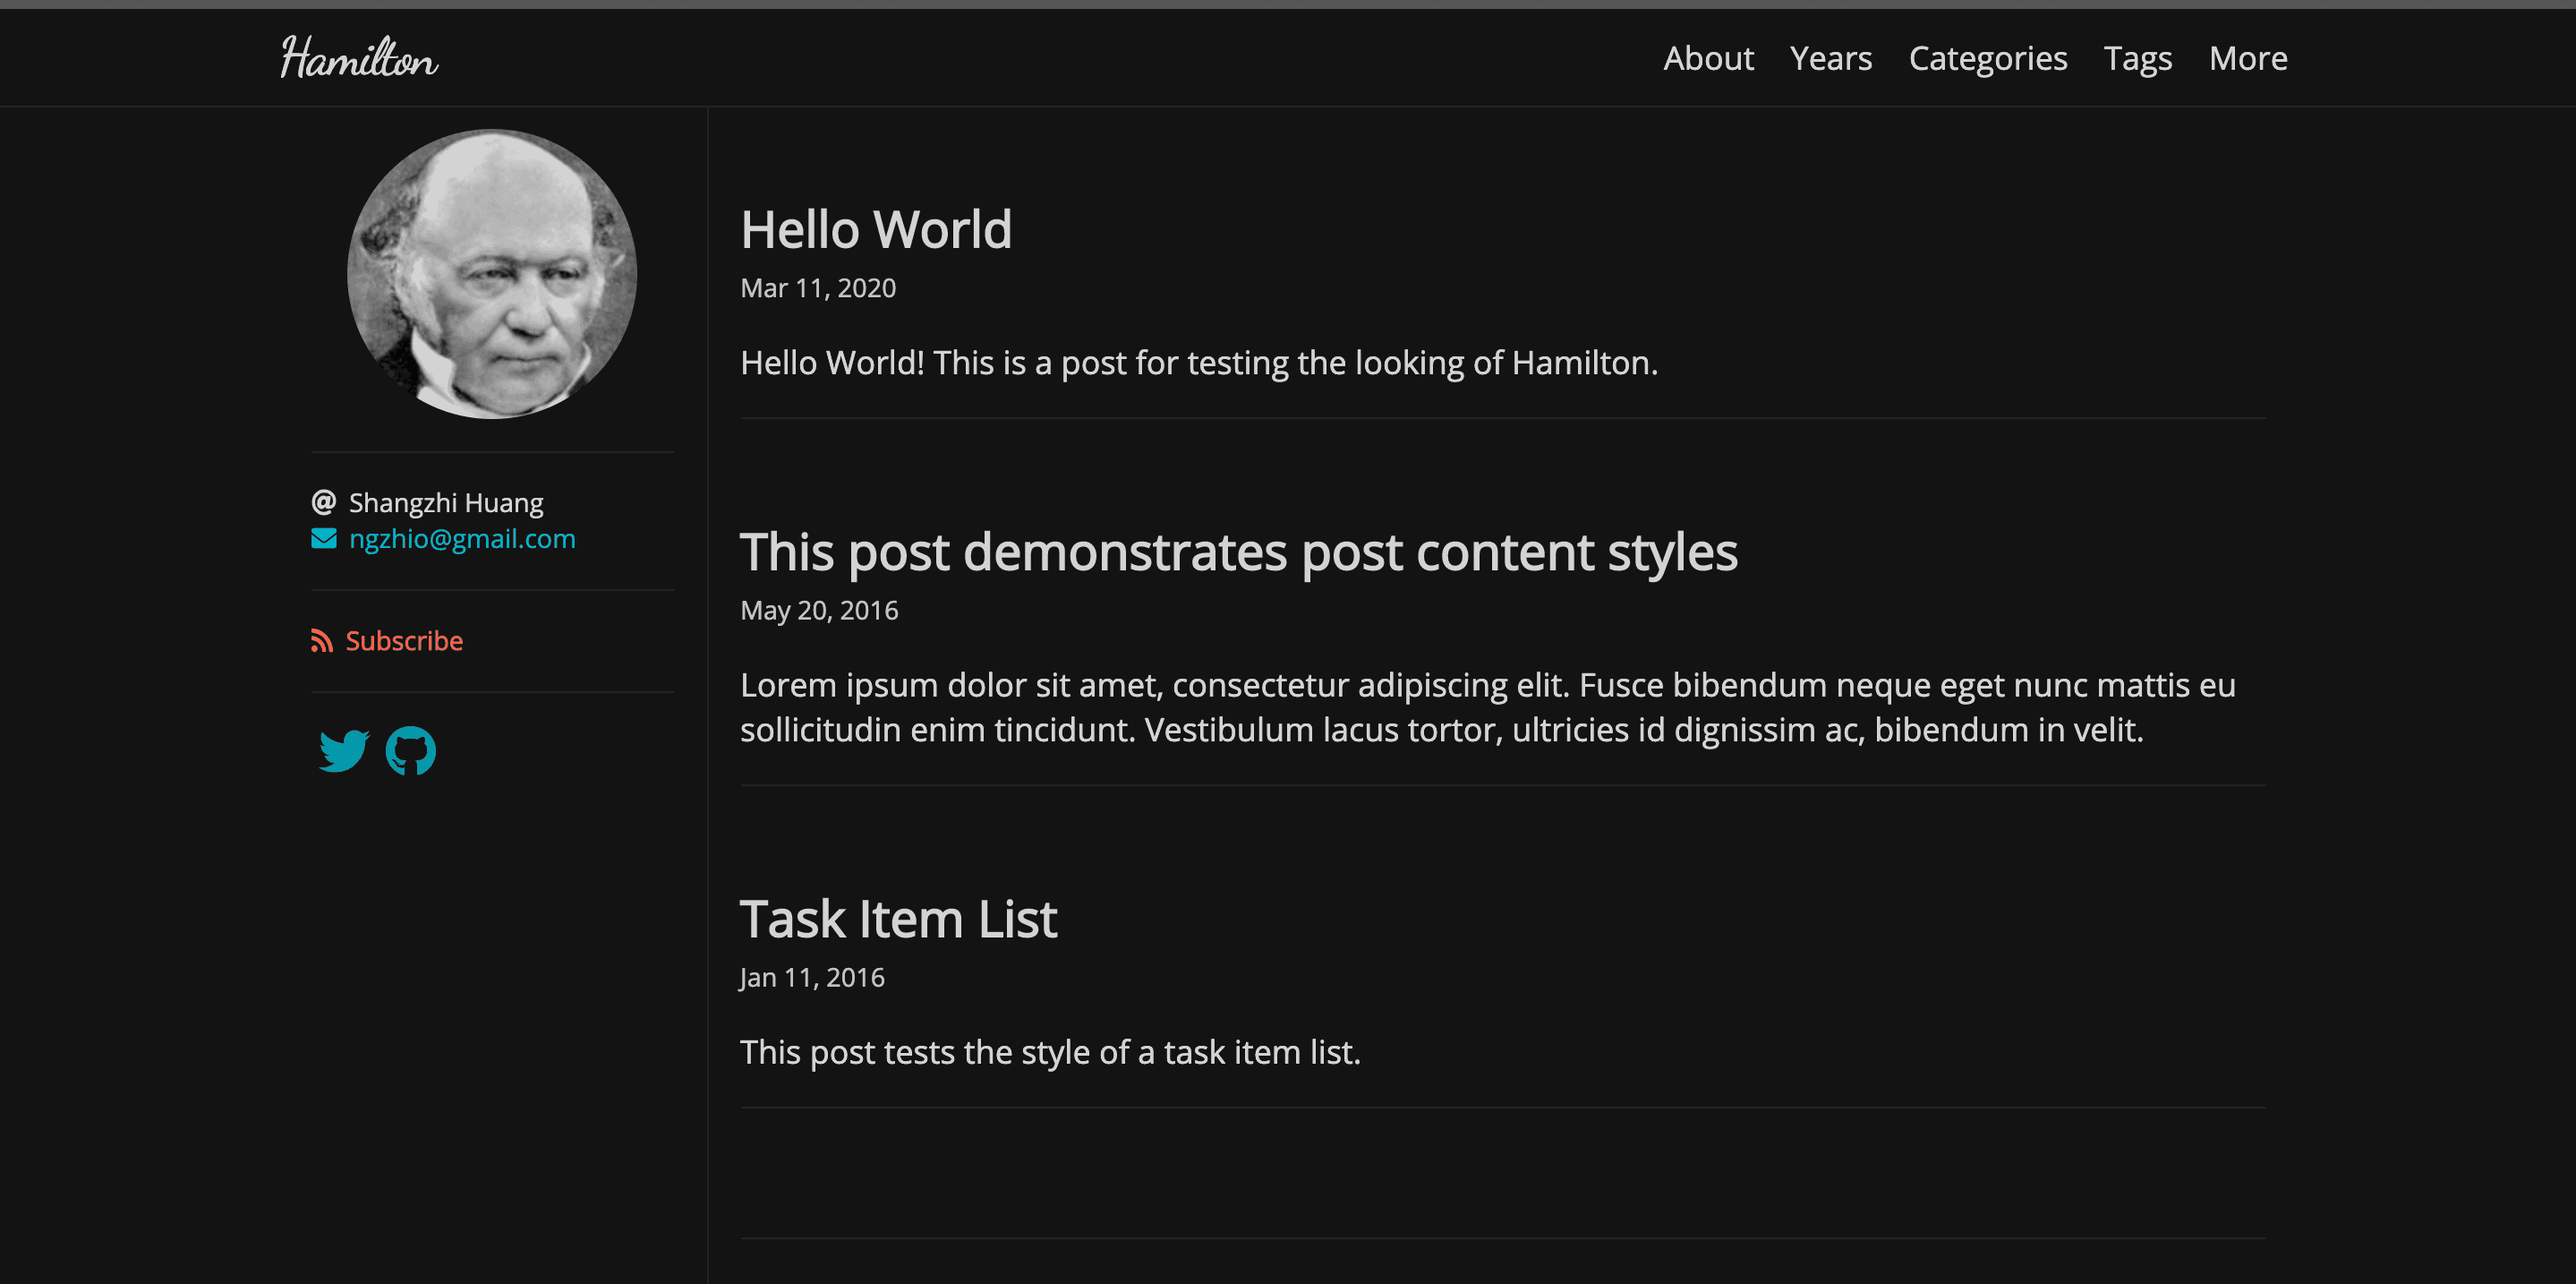 Hamilton
About Years Categories Tags More
@ Shangzhi Huang
ngzhio@gmail.com
Subscribe
Hello World
Mar 11, 2020
Hello World! This is a post for testing the looking of Hamilton.
This post demonstrates post content styles
May 20, 2016
Lorem ipsum dolor sit amet, consectetur adipiscing elit. Fusce bibendum neque eget nunc mattis eu
sollicitudin enim tincidunt. Vestibulum lacus tortor, ultricies id dignissim ac, bibendum in velit.
Task Item List
Jan 11, 2016
This post tests the style of a task item list.